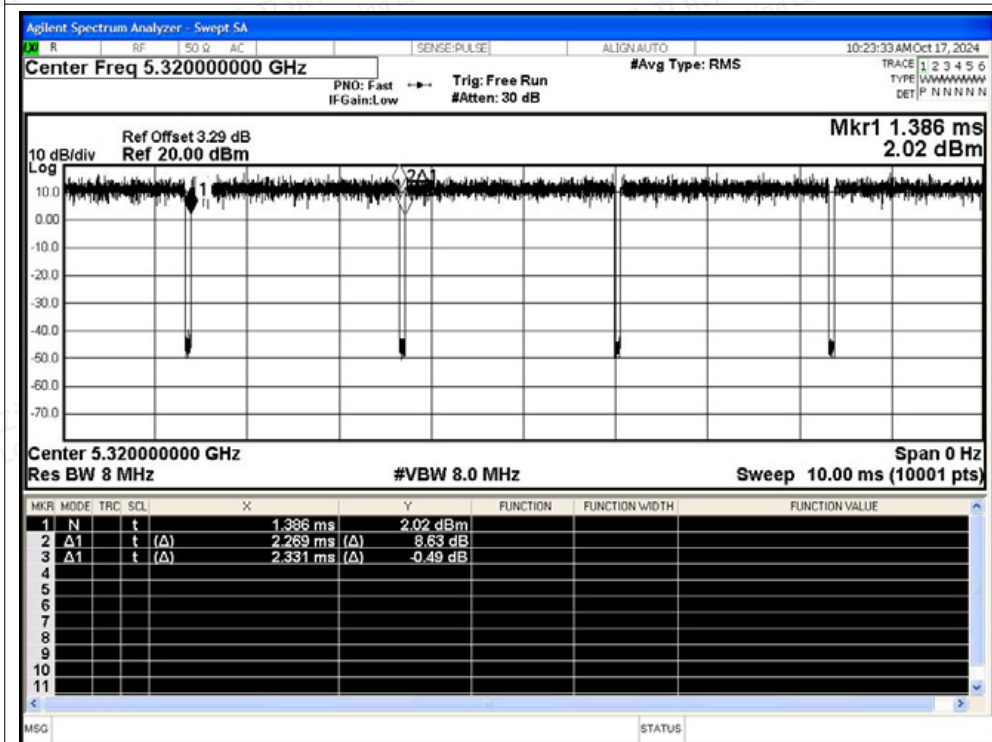 Agilent Spectrum Analyzer - Swept SA
LXI R RF 50 Ω AC SENSE:PULSE ALIGN AUTO 10:23:33 AM Oct 17, 2024
Center Freq 5.320000000 GHz #Avg Type: RMS TRACE 1 2 3 4 5 6
PNO: Fast Trig: Free Run TYPE WWWWWW
IFGain:Low #Atten: 30 dB DET P N N N N N
Mkr1 1.386 ms
Ref Offset 3.29 dB
10 dB/div Ref 20.00 dBm 2.02 dBm
Log
10.0
1
2Δ1
0.00
-10.0
-20.0
-30.0
-40.0
-50.0
-60.0
-70.0
Center 5.320000000 GHz Span 0 Hz
Res BW 8 MHz #VBW 8.0 MHz Sweep 10.00 ms (10001 pts)
MKR MODE TRC SCL X Y FUNCTION FUNCTION WIDTH FUNCTION VALUE
1 N t 1.386 ms 2.02 dBm
2 Δ1 t (Δ) 2.269 ms (Δ) 8.63 dB
3 Δ1 t (Δ) 2.331 ms (Δ) -0.49 dB
4
5
6
7
8
9
10
11
MSG STATUS